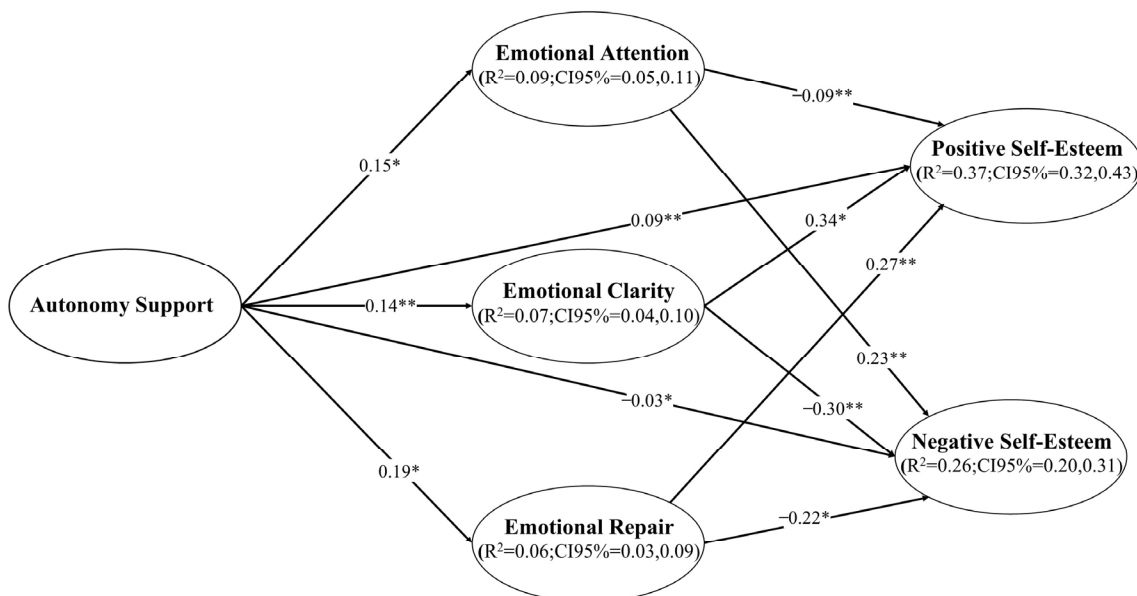 Emotional Attention
(R²=0.09;CI95%=0.05,0.11)
−0.09**
Positive Self-Esteem
(R²=0.37;CI95%=0.32,0.43)
0.15*
0.09**
0.34*
0.27**
Autonomy Support
0.14**
Emotional Clarity
(R²=0.07;CI95%=0.04,0.10)
0.23**
−0.03*
−0.30**
Negative Self-Esteem
(R²=0.26;CI95%=0.20,0.31)
0.19*
−0.22*
Emotional Repair
(R²=0.06;CI95%=0.03,0.09)